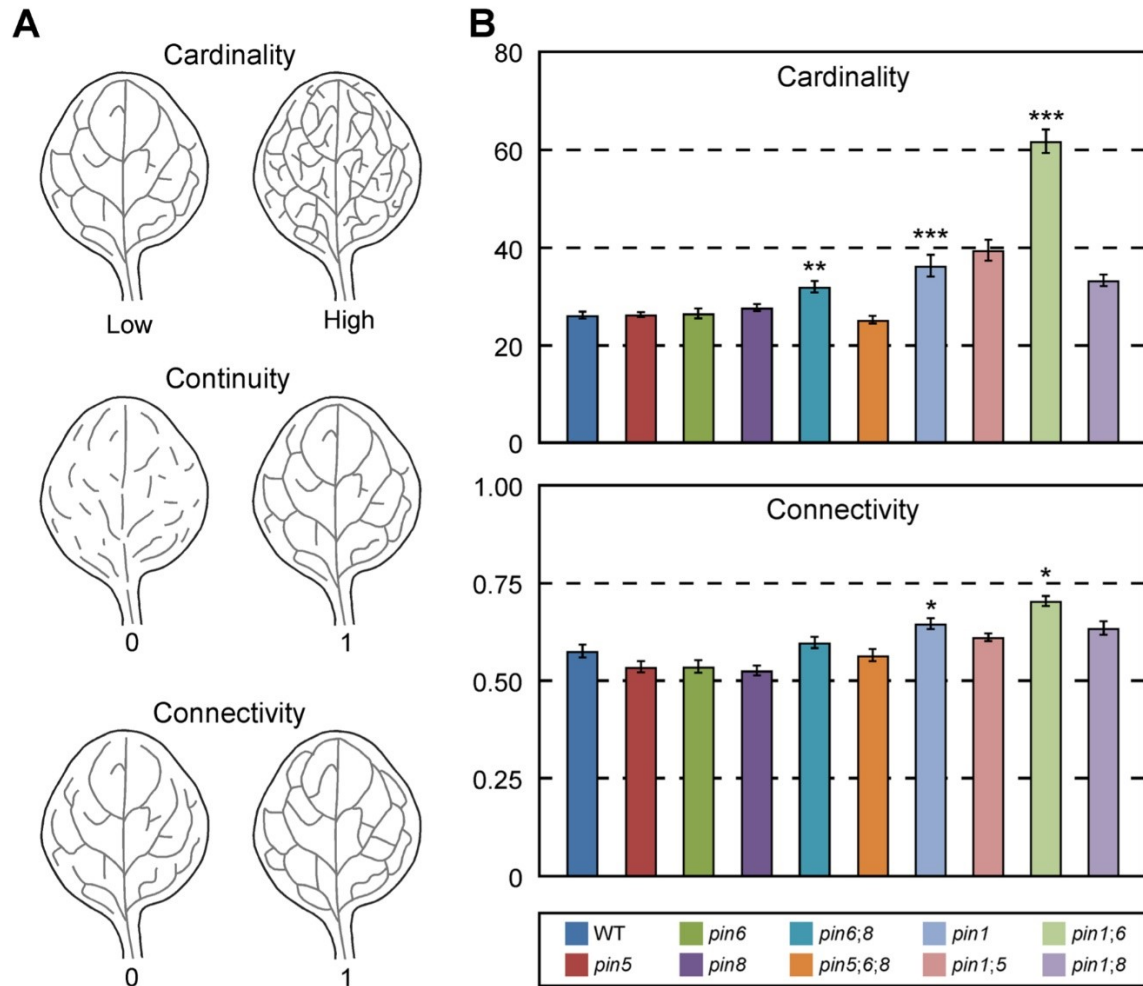 A
Cardinality
Low High
Continuity
0 1
Connectivity
0 1
B
Cardinality
80
60
40
20
0
**
***
***
Connectivity
1.00
0.75
0.50
0.25
0
*
*
WT pin6 pin6;8 pin1 pin1;6
pin5 pin8 pin5;6;8 pin1;5 pin1;8